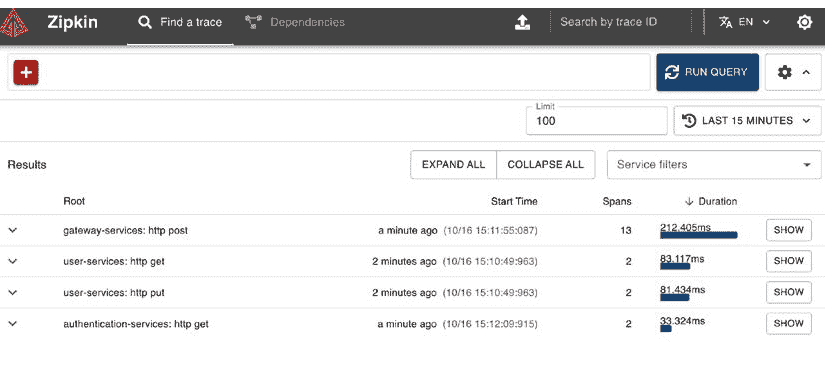 Zipkin Find a trace Dependencies Search by trace ID EN
RUN QUERY
Limit
100 LAST 15 MINUTES
Results EXPAND ALL COLLAPSE ALL Service filters
Root Start Time Spans Duration
gateway-services: http post a minute ago (10/16 15:11:55:087) 13 212.405ms SHOW
user-services: http get 2 minutes ago (10/16 15:10:49:963) 2 83.117ms SHOW
user-services: http put 2 minutes ago (10/16 15:10:49:963) 2 81.434ms SHOW
authentication-services: http get a minute ago (10/16 15:12:09:915) 2 33.324ms SHOW